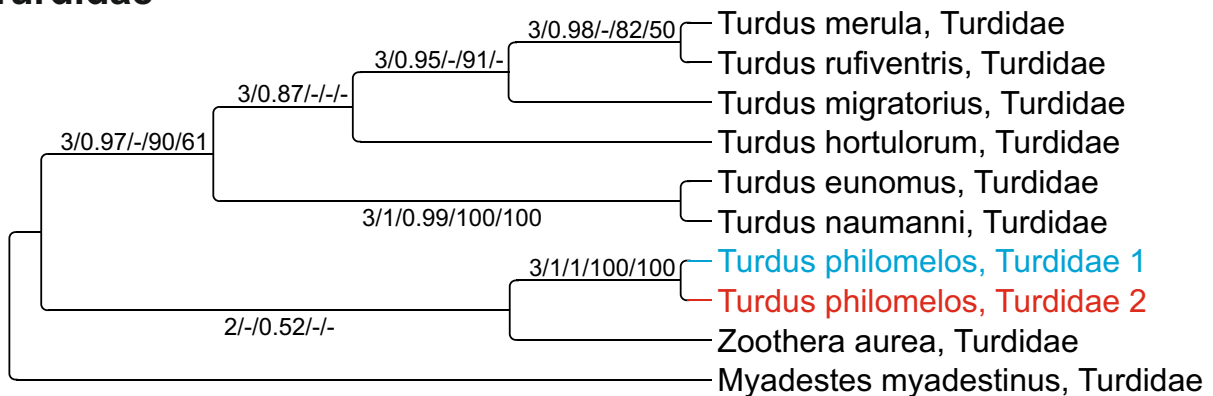 3/0.98/-/82/50
Turdus merula, Turdidae
3/0.95/-/91/-
Turdus rufiventris, Turdidae
3/0.87/-/-/-
Turdus migratorius, Turdidae
3/0.97/-/90/61
Turdus hortulorum, Turdidae
Turdus eunomus, Turdidae
3/1/0.99/100/100
Turdus naumanni, Turdidae
3/1/1/100/100
Turdus philomelos, Turdidae 1
Turdus philomelos, Turdidae 2
2/-/0.52/-/-
Zoothera aurea, Turdidae
Myadestes myadestinus, Turdidae